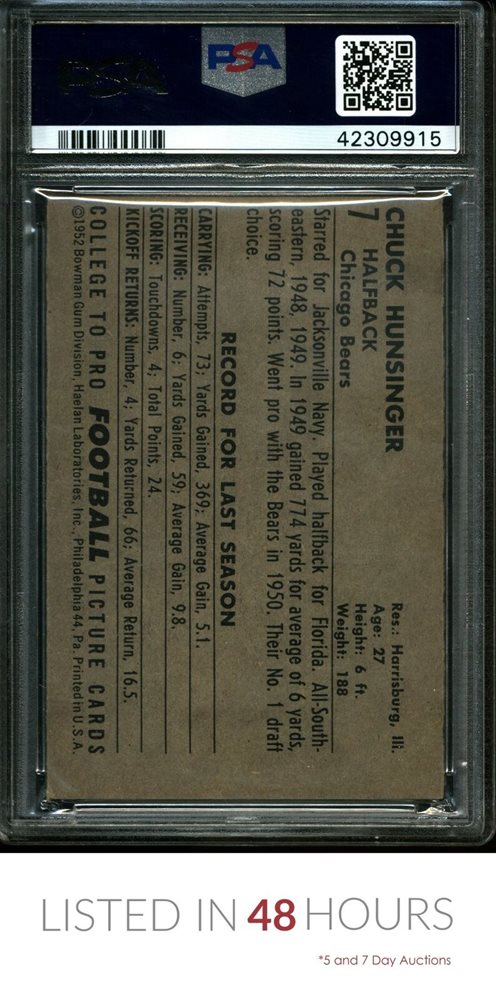 PSA
PSA
42309915
CHUCK HUNSINGER
7 HALFBACK
Chicago Bears
Res.: Harrisburg, Ill.
Age: 27
Height: 6 ft.
Weight: 188
Starred for Jacksonville Navy. Played halfback for Florida. All-South-
eastern, 1948, 1949. In 1949 gained 774 yards for average of 6 yards,
scoring 72 points. Went pro with the Bears in 1950. Their No. 1 draft
choice.
RECORD FOR LAST SEASON
CARRYING: Attempts, 73; Yards Gained, 369; Average Gain, 5.1.
RECEIVING: Number, 6; Yards Gained, 59; Average Gain, 9.8.
SCORING: Touchdowns, 4; Total Points, 24.
KICKOFF RETURNS: Number, 4; Yards Returned, 66; Average Return, 16.5.
COLLEGE TO PRO FOOTBALL PICTURE CARDS
©1952 Bowman Gum Division, Haelan Laboratories, Inc., Philadelphia 44, Pa. Printed in U.S.A.
LISTED IN 48 HOURS
*5 and 7 Day Auctions